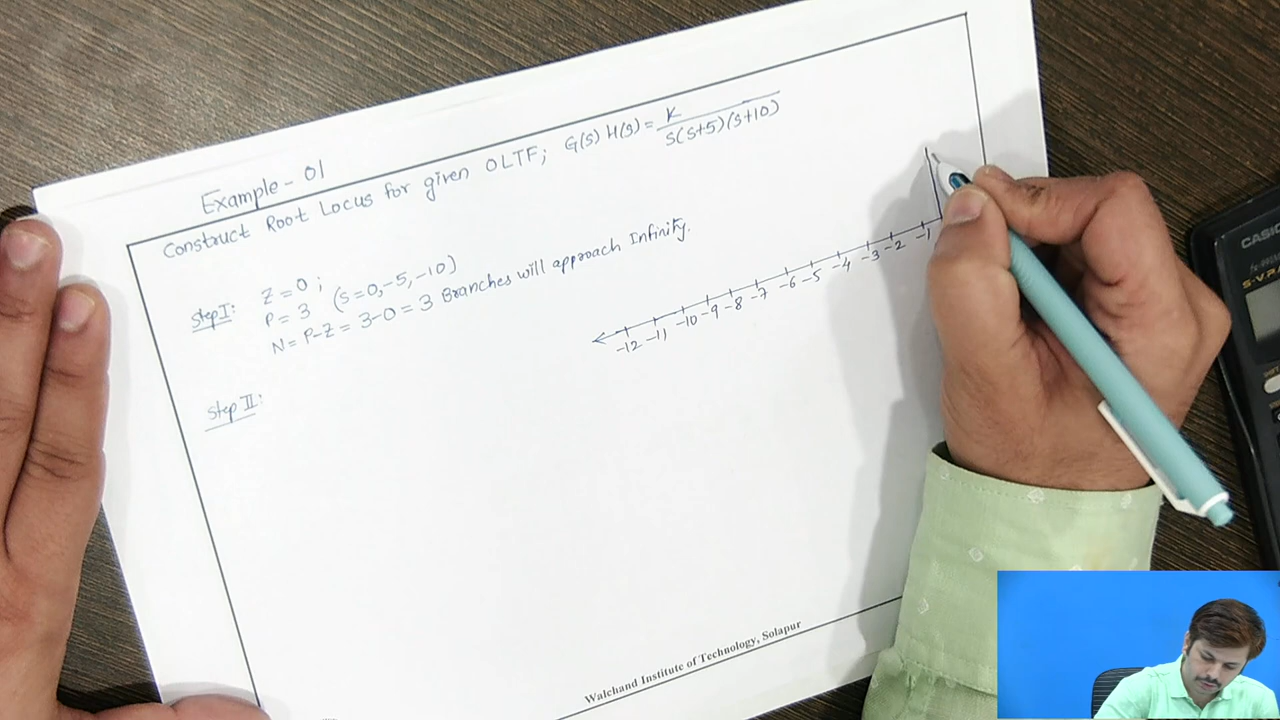 Example - 01
Construct Root Locus for given OLTF; G(s) H(s) = K / s(s+5)(s+10)
Step I: Z = 0 ;
P = 3 (s = 0, -5, -10)
N = P-Z = 3-0 = 3 Branches will approach Infinity.
-12 -11 -10 -9 -8 -7 -6 -5 -4 -3 -2 -1
Step II:
Walchand Institute of Technology, Solapur
CASIO